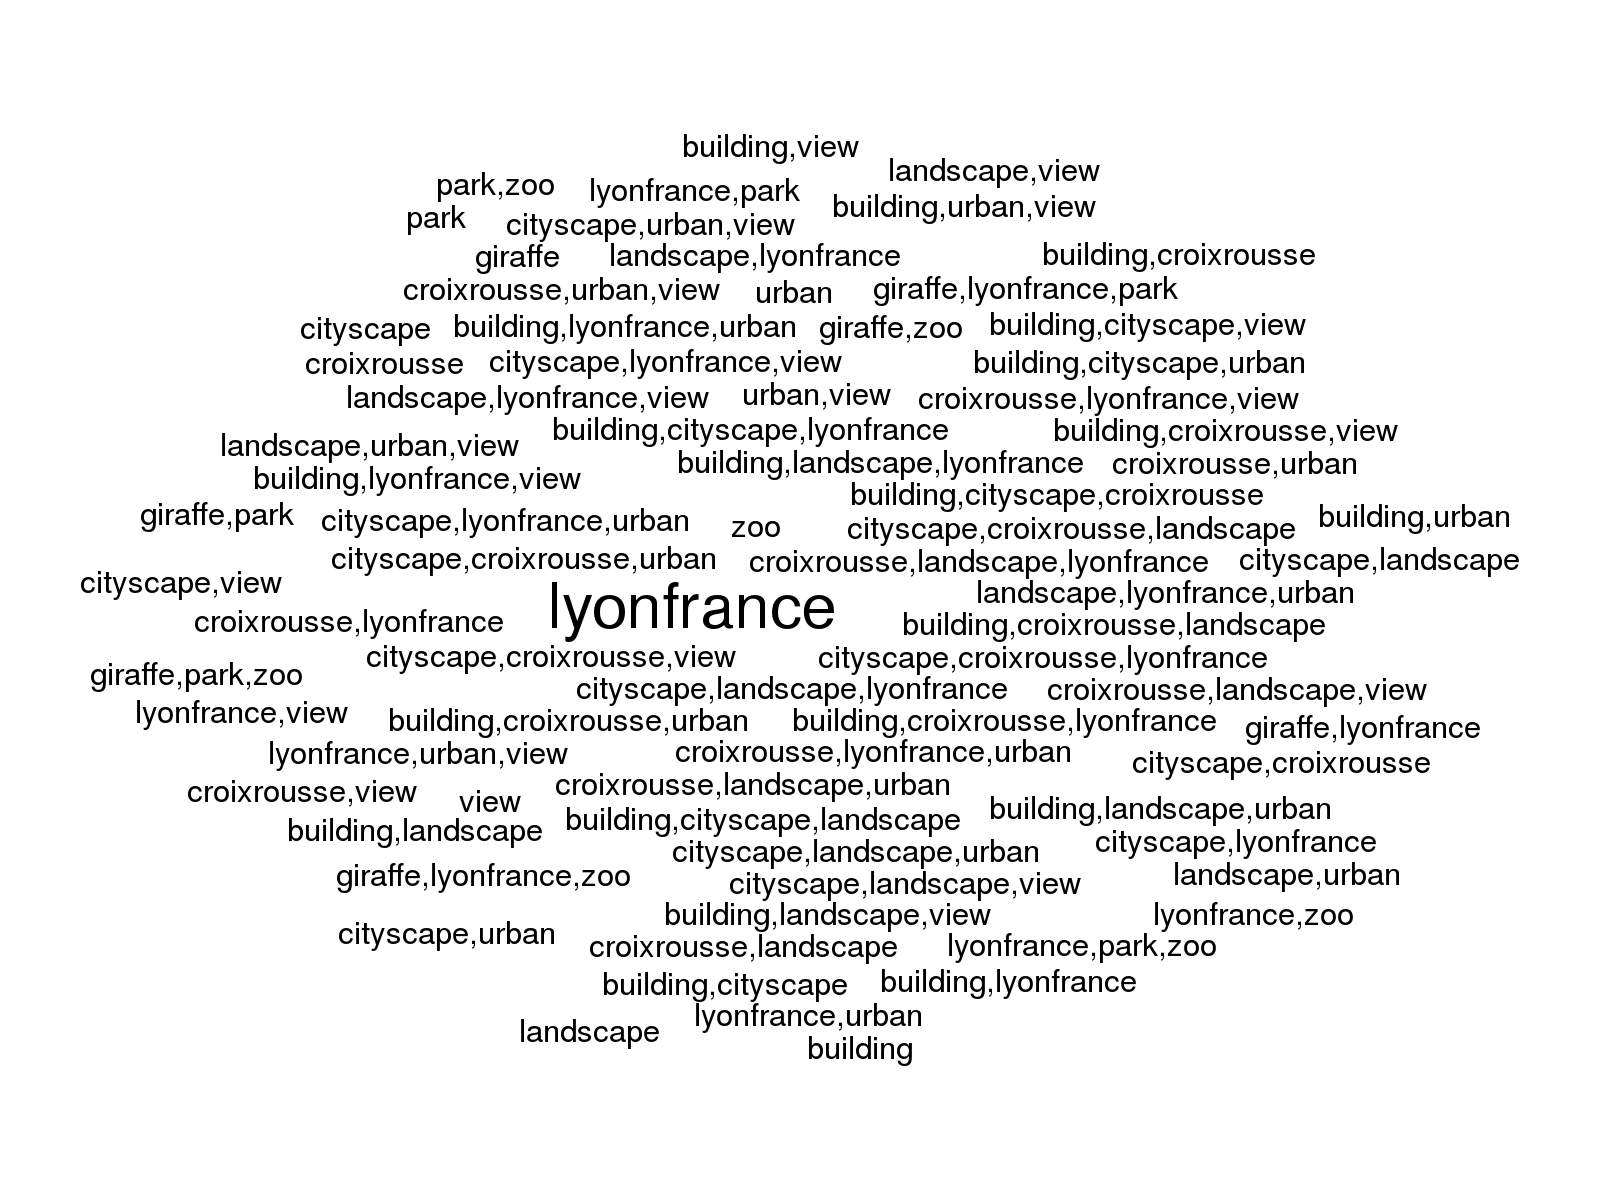 building,view
landscape,view
park,zoo lyonfrance,park
building,urban,view
park cityscape,urban,view
giraffe landscape,lyonfrance building,croixrousse
croixrousse,urban,view urban giraffe,lyonfrance,park
cityscape building,lyonfrance,urban giraffe,zoo building,cityscape,view
croixrousse cityscape,lyonfrance,view building,cityscape,urban
landscape,lyonfrance,view urban,view croixrousse,lyonfrance,view
building,cityscape,lyonfrance building,croixrousse,view
landscape,urban,view
building,landscape,lyonfrance croixrousse,urban
building,lyonfrance,view
building,cityscape,croixrousse
giraffe,park cityscape,lyonfrance,urban zoo cityscape,croixrousse,landscape building,urban
cityscape,croixrousse,urban croixrousse,landscape,lyonfrance cityscape,landscape
cityscape,view
landscape,lyonfrance,urban
croixrousse,lyonfrance lyonfrance building,croixrousse,landscape
cityscape,croixrousse,view cityscape,croixrousse,lyonfrance
giraffe,park,zoo
cityscape,landscape,lyonfrance croixrousse,landscape,view
lyonfrance,view building,croixrousse,urban building,croixrousse,lyonfrance giraffe,lyonfrance
lyonfrance,urban,view croixrousse,lyonfrance,urban cityscape,croixrousse
croixrousse,view view croixrousse,landscape,urban
building,landscape building,cityscape,landscape building,landscape,urban
cityscape,landscape,urban cityscape,lyonfrance
giraffe,lyonfrance,zoo cityscape,landscape,view landscape,urban
building,landscape,view lyonfrance,zoo
cityscape,urban croixrousse,landscape lyonfrance,park,zoo
building,cityscape building,lyonfrance
landscape lyonfrance,urban
building